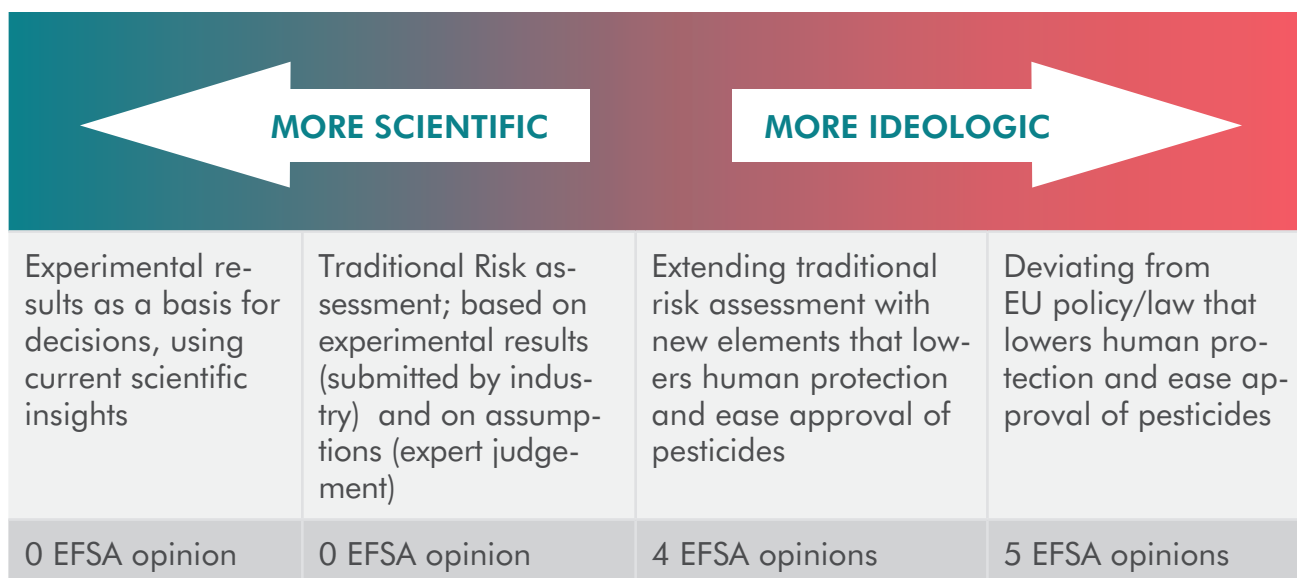 MORE SCIENTIFIC
MORE IDEOLOGIC
Experimental re-
sults as a basis for
decisions, using
current scientific
insights
Traditional Risk as-
sessment; based on
experimental results
(submitted by indus-
try)  and on assump-
tions (expert judge-
ment)
Extending traditional
risk assessment with
new elements that low-
ers human protection
and ease approval of
pesticides
Deviating from
EU policy/law that
lowers human pro-
tection and ease ap-
proval of pesticides
0 EFSA opinion
0 EFSA opinion
4 EFSA opinions
5 EFSA opinions